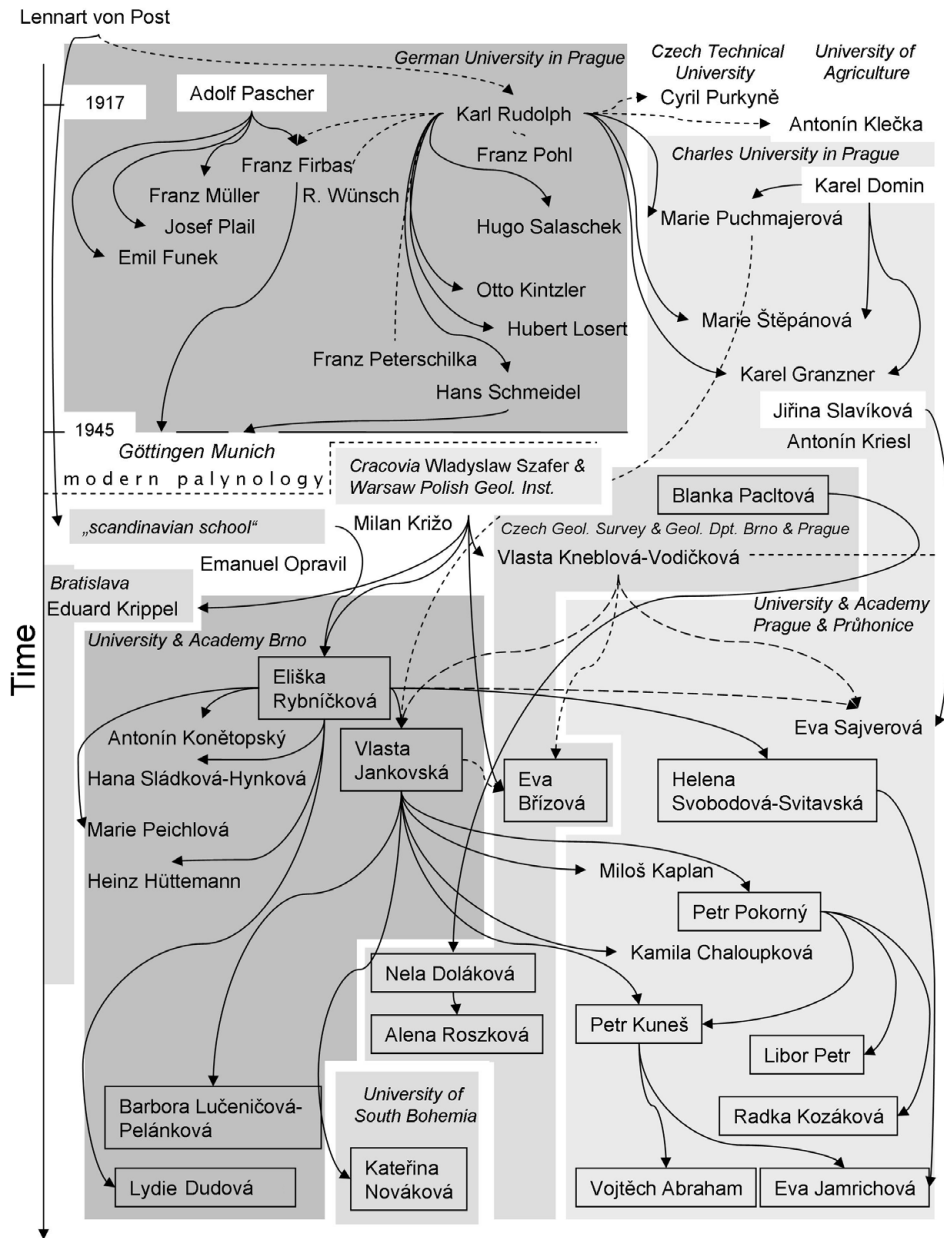 Lennart von Post
German University in Prague
Czech Technical
University
University of
Agriculture
1917
Adolf Pascher
Karl Rudolph
Cyril Purkyně
Antonín Klečka
Franz Firbas
Franz Pohl
Charles University in Prague
Franz Müller
R. Wünsch
Karel Domin
Josef Plail
Hugo Salaschek
Marie Puchmajerová
Emil Funek
Otto Kintzler
Hubert Losert
Marie Štěpánová
Franz Peterschilka
Karel Granzner
Hans Schmeidel
Jiřina Slavíková
1945
Antonín Kriesl
Göttingen Munich
modern palynology
Cracovia Wladyslaw Szafer &
Warsaw Polish Geol. Inst.
Blanka Pacltová
„scandinavian school“
Milan Križo
Czech Geol. Survey & Geol. Dpt. Brno & Prague
Emanuel Opravil
Vlasta Kneblová-Vodičková
Bratislava
Eduard Krippel
University & Academy
Prague & Průhonice
University & Academy Brno
Time
Eliška
Rybníčková
Antonín Konětopský
Vlasta
Jankovská
Eva Sajverová
Hana Sládková-Hynková
Eva
Břízová
Helena
Svobodová-Svitavská
Marie Peichlová
Heinz Hüttemann
Miloš Kaplan
Petr Pokorný
Kamila Chaloupková
Nela Doláková
Alena Roszková
Petr Kuneš
Libor Petr
University of
South Bohemia
Barbora Lučeničová-
Pelánková
Radka Kozáková
Lydie Dudová
Kateřina
Nováková
Vojtěch Abraham
Eva Jamrichová